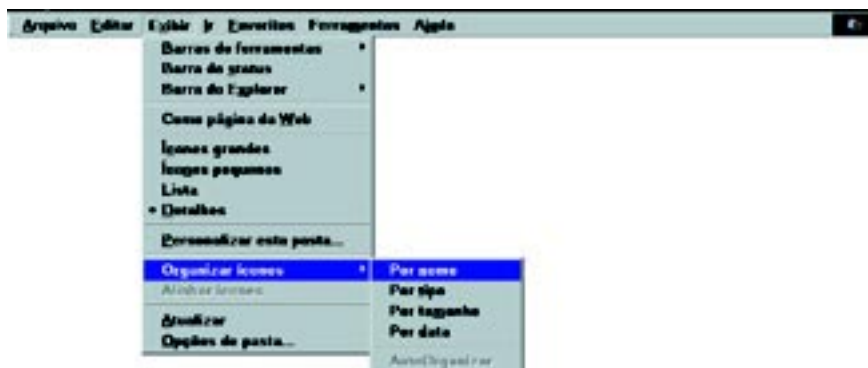 Arquivo Editar Exibir Ir Favoritos Ferramentas Ajuda
Barras de ferramentas
Barra de status
Barra do Explorer
Como página da Web
Ícones grandes
Ícones pequenos
Lista
Detalhes
Personalizar esta pasta...
Organizar ícones
Alinhar ícones
Atualizar
Opções de pasta...
Por nome
Por tipo
Por tamanho
Por data
AutoOrganizar